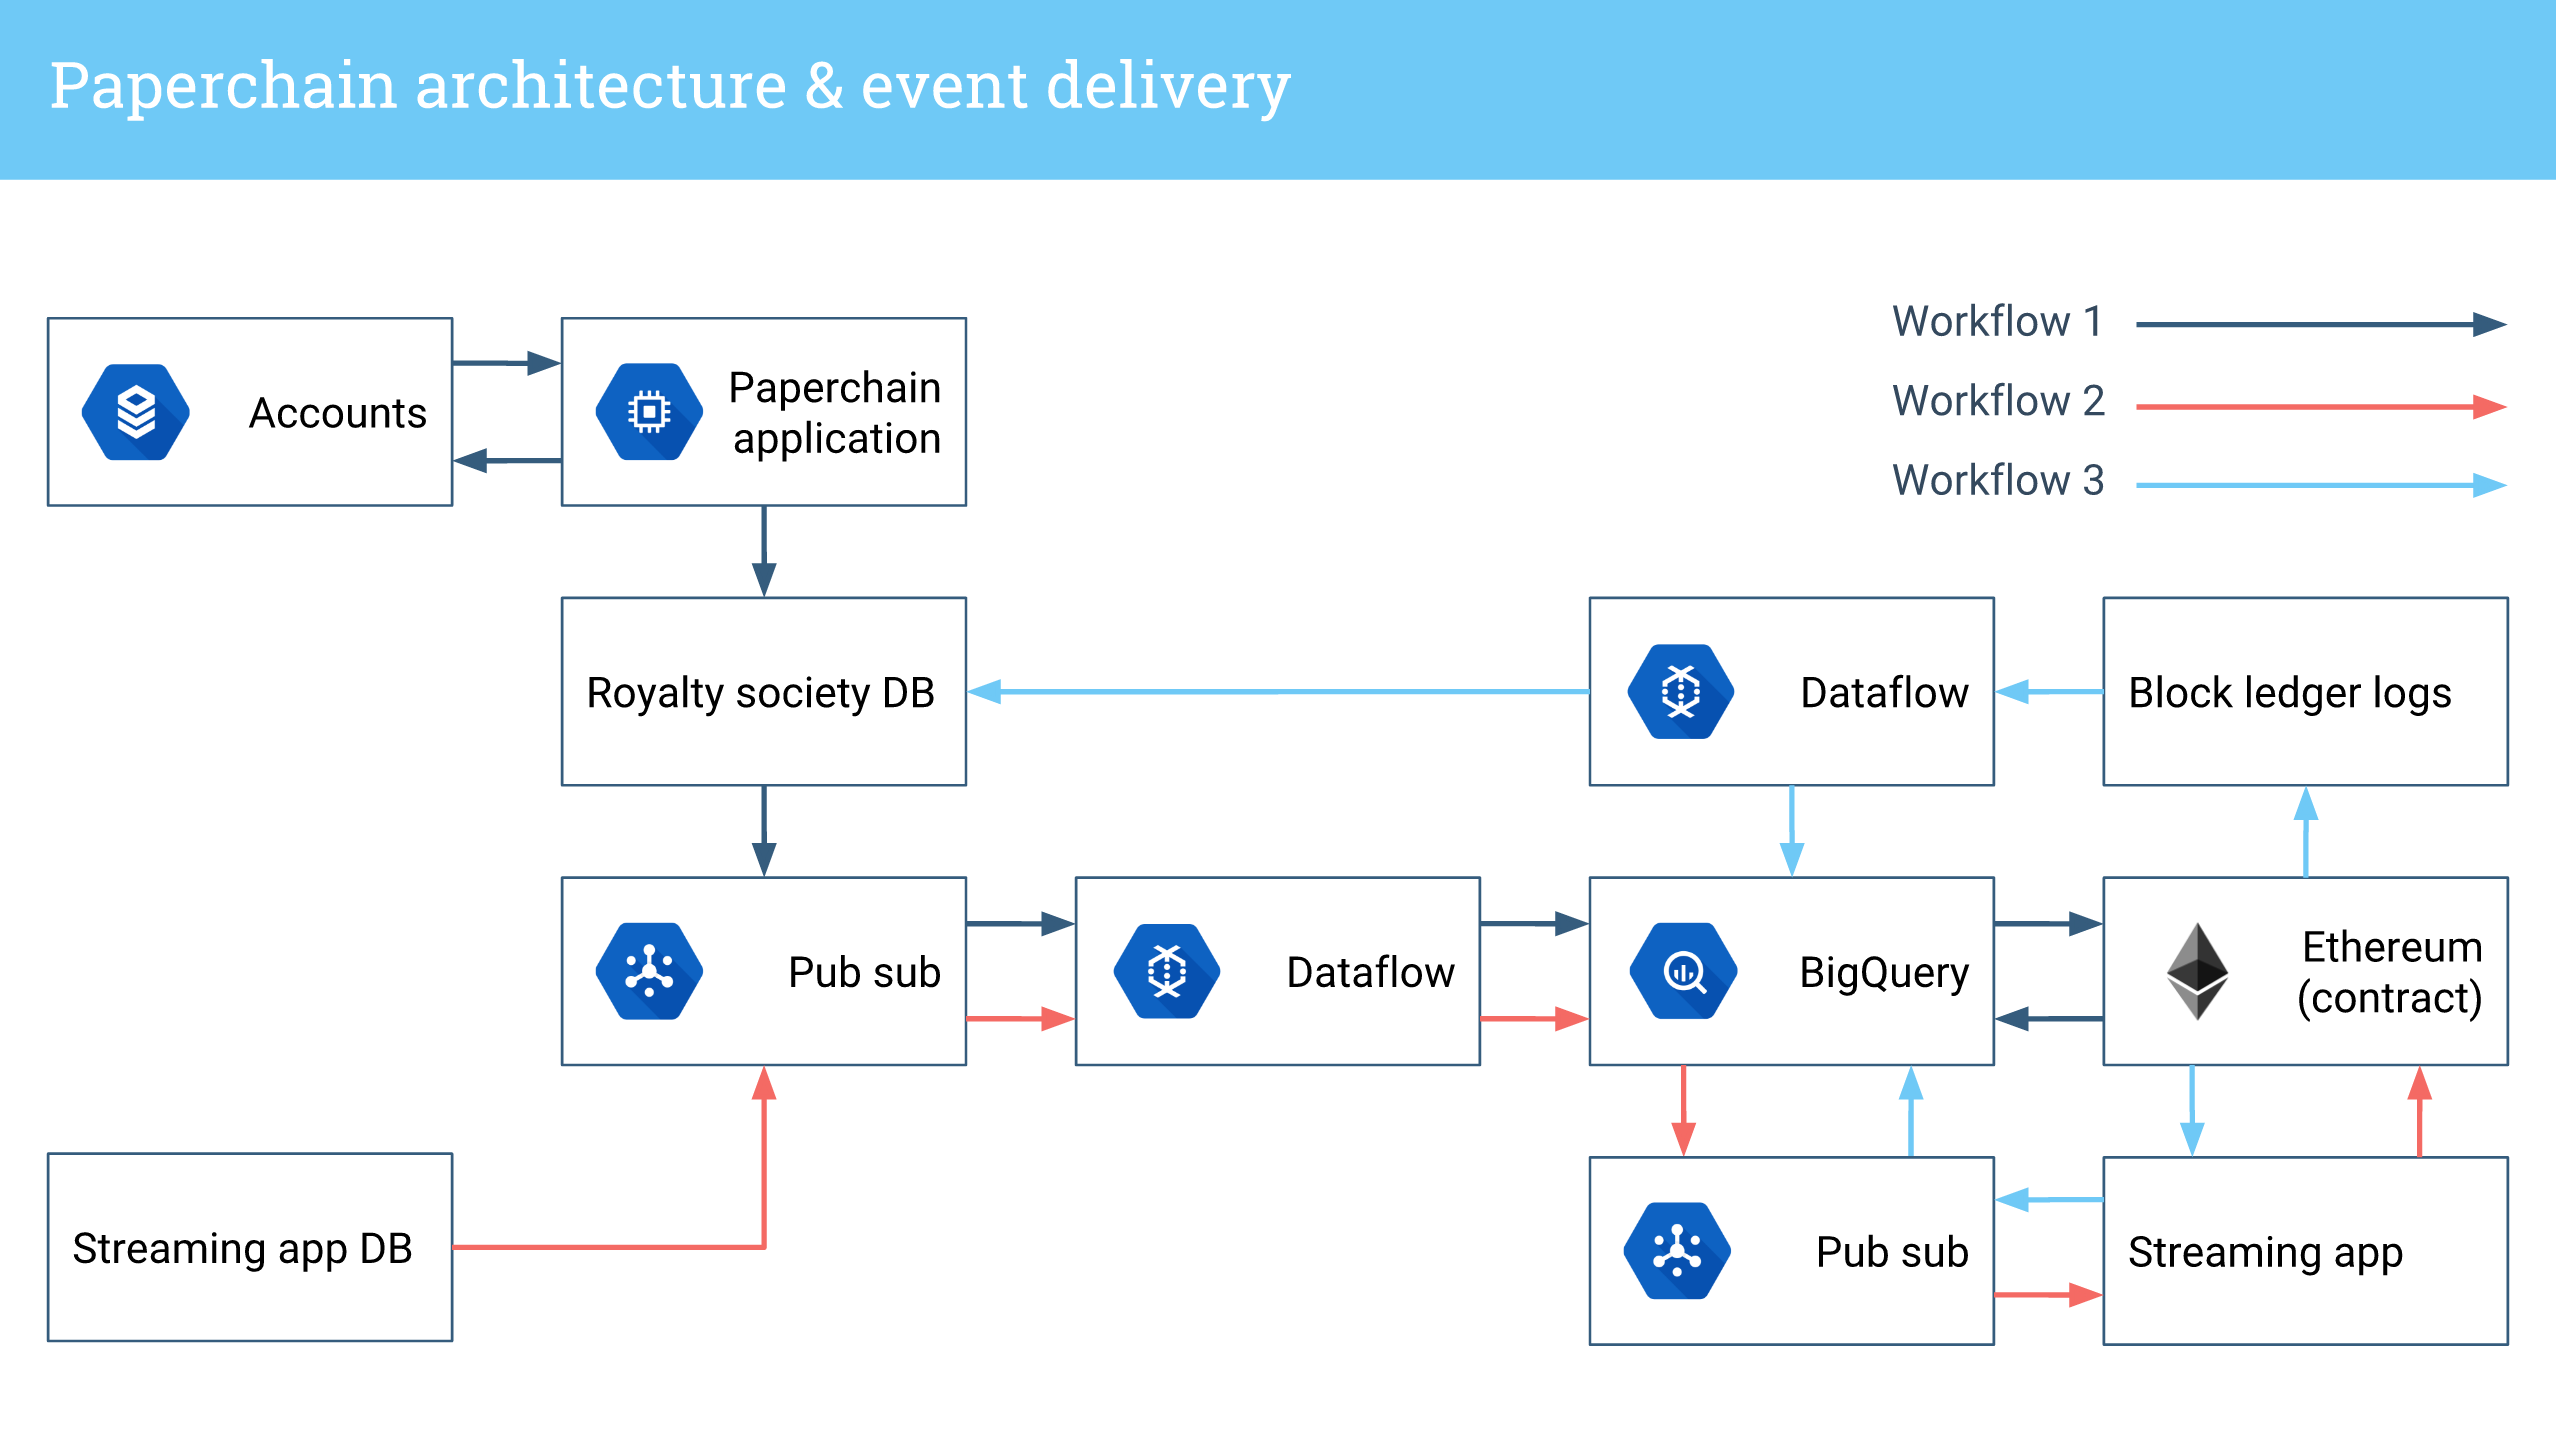 Paperchain architecture & event delivery
Workflow 1
Workflow 2
Workflow 3
Accounts
Paperchain
application
Royalty society DB
Dataflow
Block ledger logs
Pub sub
Dataflow
BigQuery
Ethereum
(contract)
Streaming app DB
Pub sub
Streaming app